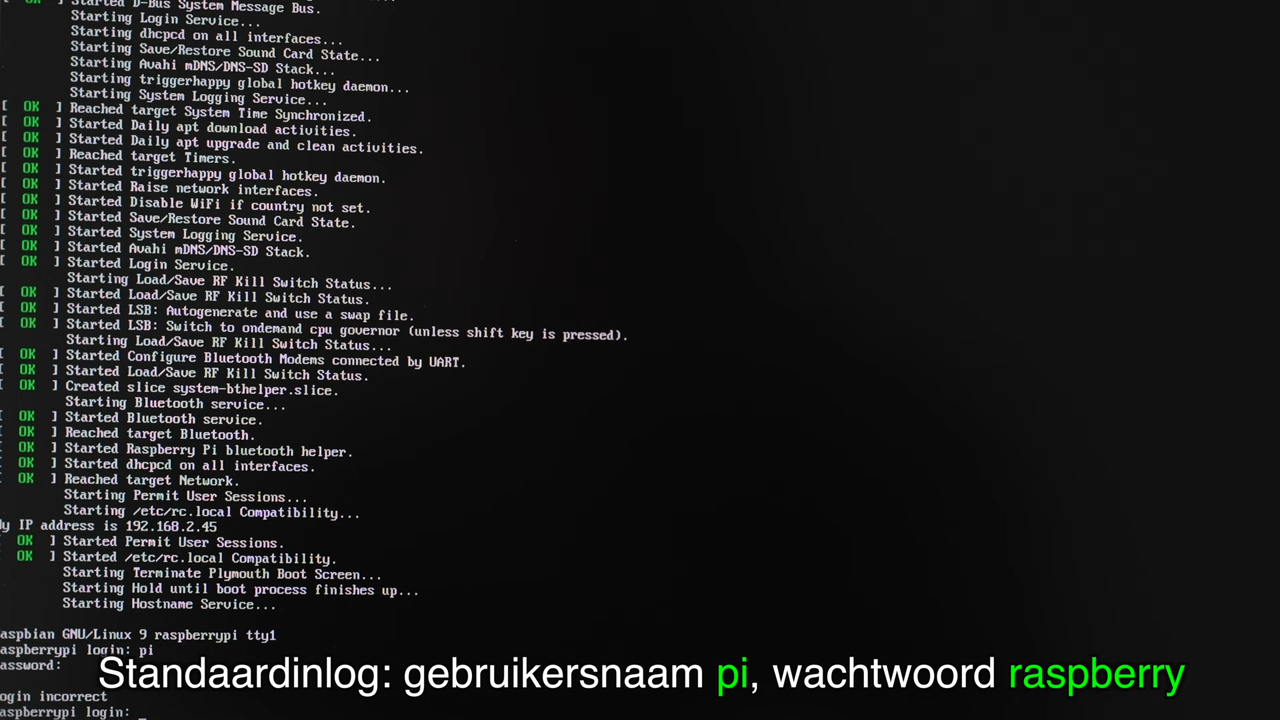 [ OK ] Started D-Bus System Message Bus.
Starting Login Service...
Starting dhcpcd on all interfaces...
Starting Save/Restore Sound Card State...
Starting Avahi mDNS/DNS-SD Stack...
Starting triggerhappy global hotkey daemon...
Starting System Logging Service...
[ OK ] Reached target System Time Synchronized.
[ OK ] Started Daily apt download activities.
[ OK ] Started Daily apt upgrade and clean activities.
[ OK ] Reached target Timers.
[ OK ] Started triggerhappy global hotkey daemon.
[ OK ] Started Raise network interfaces.
[ OK ] Started Disable WiFi if country not set.
[ OK ] Started Save/Restore Sound Card State.
[ OK ] Started System Logging Service.
[ OK ] Started Avahi mDNS/DNS-SD Stack.
[ OK ] Started Login Service.
Starting Load/Save RF Kill Switch Status...
[ OK ] Started Load/Save RF Kill Switch Status.
[ OK ] Started LSB: Autogenerate and use a swap file.
[ OK ] Started LSB: Switch to ondemand cpu governor (unless shift key is pressed).
Starting Load/Save RF Kill Switch Status...
[ OK ] Started Configure Bluetooth Modems connected by UART.
[ OK ] Started Load/Save RF Kill Switch Status.
[ OK ] Created slice system-bthelper.slice.
Starting Bluetooth service...
[ OK ] Started Bluetooth service.
[ OK ] Reached target Bluetooth.
[ OK ] Started Raspberry Pi bluetooth helper.
[ OK ] Started dhcpcd on all interfaces.
[ OK ] Reached target Network.
Starting Permit User Sessions...
Starting /etc/rc.local Compatibility...
My IP address is 192.168.2.45
OK ] Started Permit User Sessions.
OK ] Started /etc/rc.local Compatibility.
Starting Terminate Plymouth Boot Screen...
Starting Hold until boot process finishes up...
Starting Hostname Service...
aspbian GNU/Linux 9 raspberrypi tty1
raspberrypi login: pi
assword:
ogin incorrect
raspberrypi login: _
Standaardinlog: gebruikersnaam pi, wachtwoord raspberry